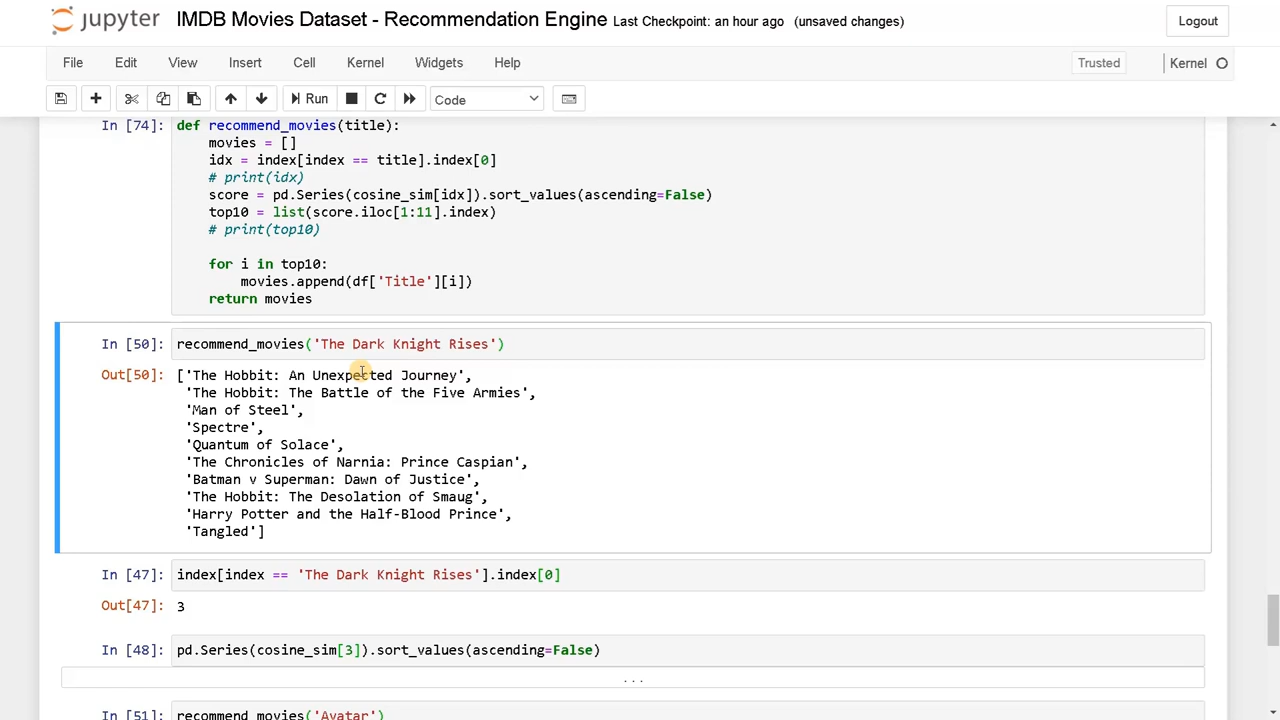 jupyter IMDB Movies Dataset - Recommendation Engine Last Checkpoint: an hour ago (unsaved changes) Logout
File Edit View Insert Cell Kernel Widgets Help Trusted Kernel
Run Code
In [74]: def recommend_movies(title):
movies = []
idx = index[index == title].index[0]
# print(idx)
score = pd.Series(cosine_sim[idx]).sort_values(ascending=False)
top10 = list(score.iloc[1:11].index)
# print(top10)
for i in top10:
movies.append(df['Title'][i])
return movies
In [50]: recommend_movies('The Dark Knight Rises')
Out[50]: ['The Hobbit: An Unexpected Journey',
'The Hobbit: The Battle of the Five Armies',
'Man of Steel',
'Spectre',
'Quantum of Solace',
'The Chronicles of Narnia: Prince Caspian',
'Batman v Superman: Dawn of Justice',
'The Hobbit: The Desolation of Smaug',
'Harry Potter and the Half-Blood Prince',
'Tangled']
In [47]: index[index == 'The Dark Knight Rises'].index[0]
Out[47]: 3
In [48]: pd.Series(cosine_sim[3]).sort_values(ascending=False)
...
In [51]: recommend_movies('Avatar')